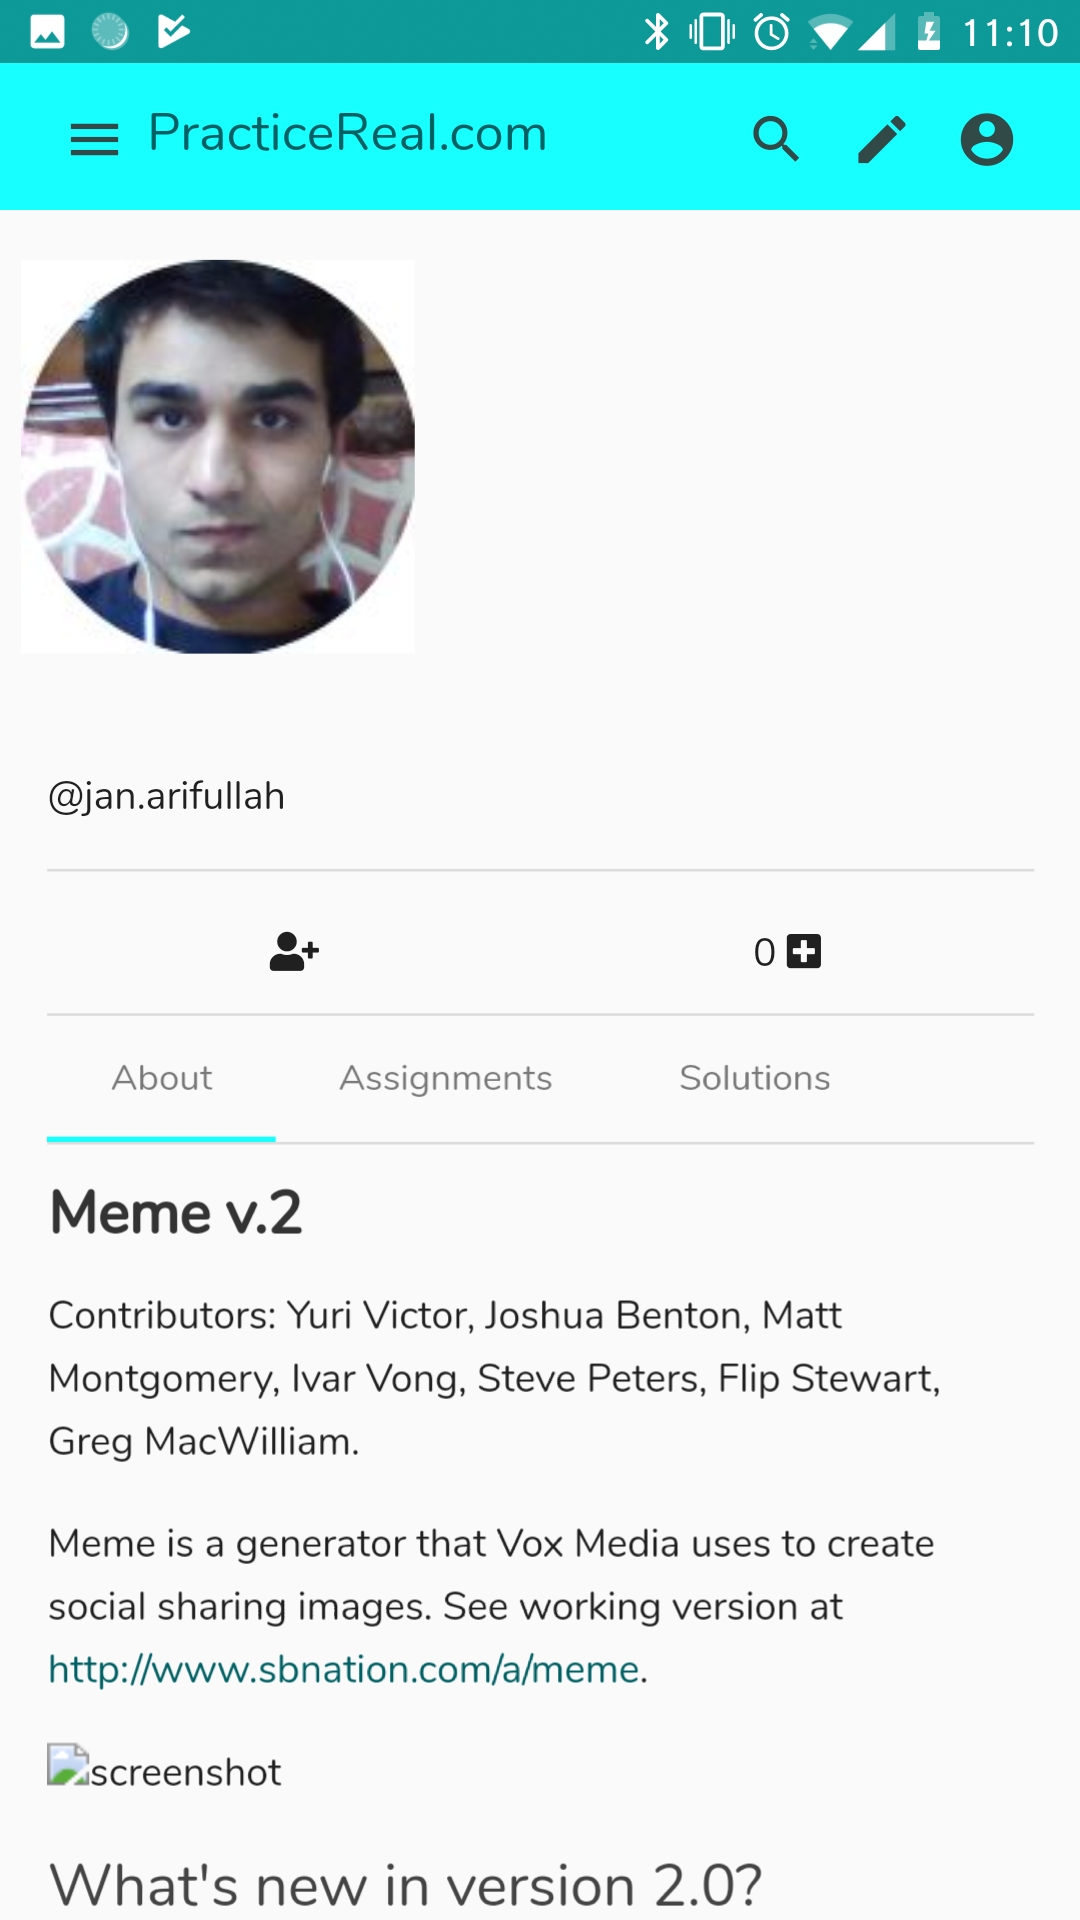 11:10
PracticeReal.com
@jan.arifullah
0
About Assignments Solutions
Meme v.2
Contributors: Yuri Victor, Joshua Benton, Matt
Montgomery, Ivar Vong, Steve Peters, Flip Stewart,
Greg MacWilliam.
Meme is a generator that Vox Media uses to create
social sharing images. See working version at
http://www.sbnation.com/a/meme.
screenshot
What's new in version 2.0?